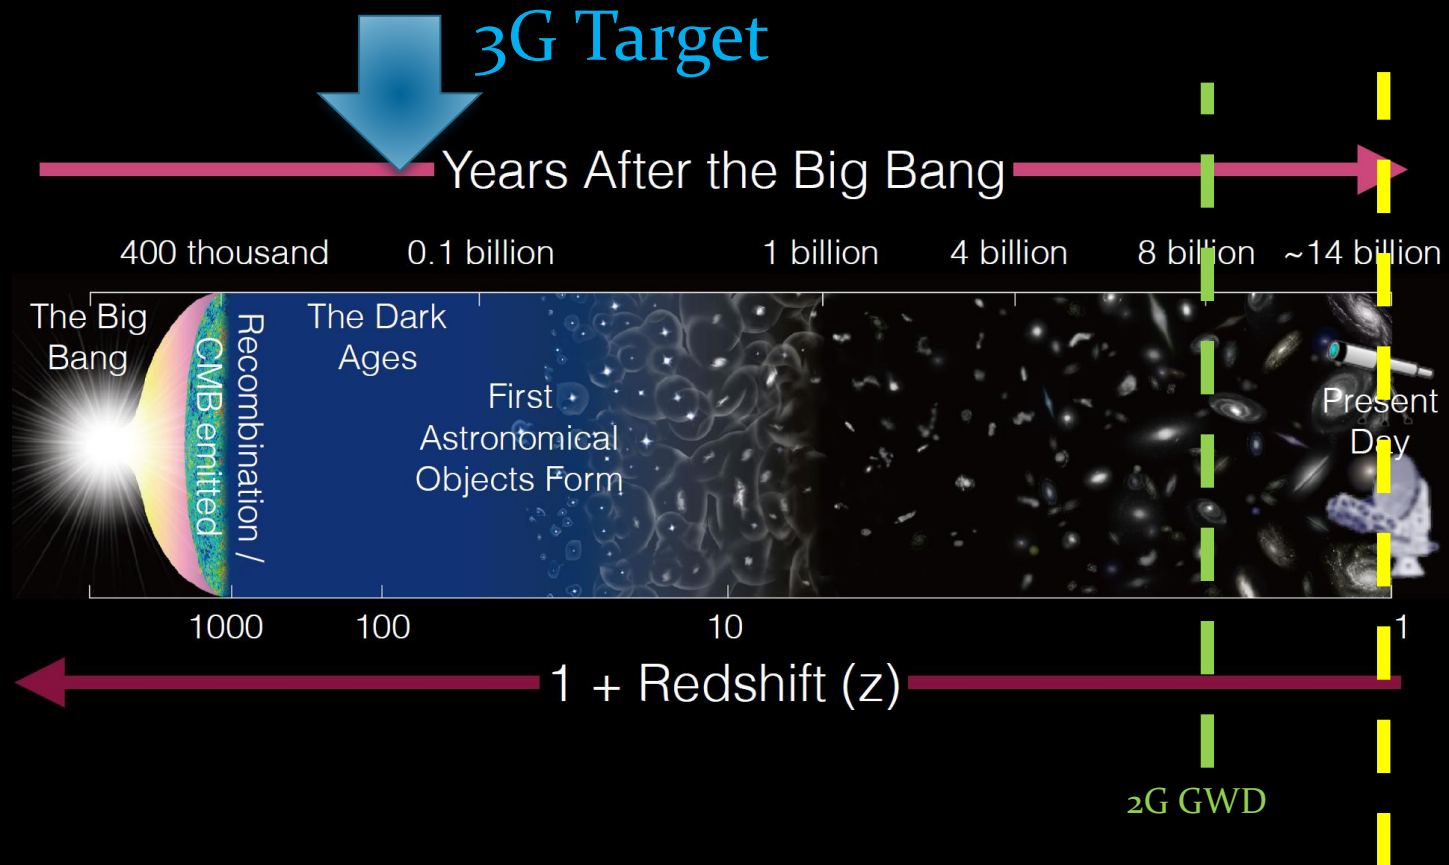 3G Target
Years After the Big Bang
400 thousand
0.1 billion
1 billion
4 billion
8 billion
~14 billion
The Big
Bang
CMB emitted
Recombination /
The Dark
Ages
First
Astronomical
Objects Form
Present
Day
1000
100
10
1
1 + Redshift (z)
2G GWD